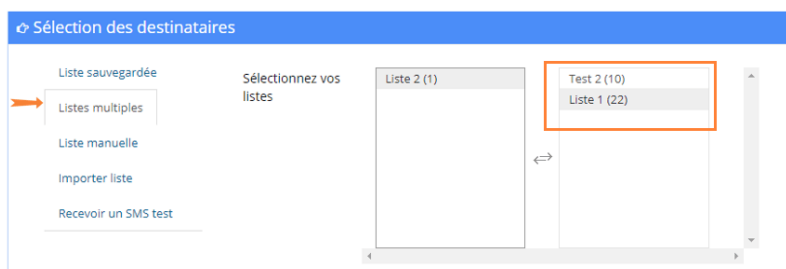 Sélection des destinataires
Liste sauvegardée
Listes multiples
Liste manuelle
Importer liste
Recevoir un SMS test
Sélectionnez vos
listes
Liste 2 (1)
Test 2 (10)
Liste 1 (22)